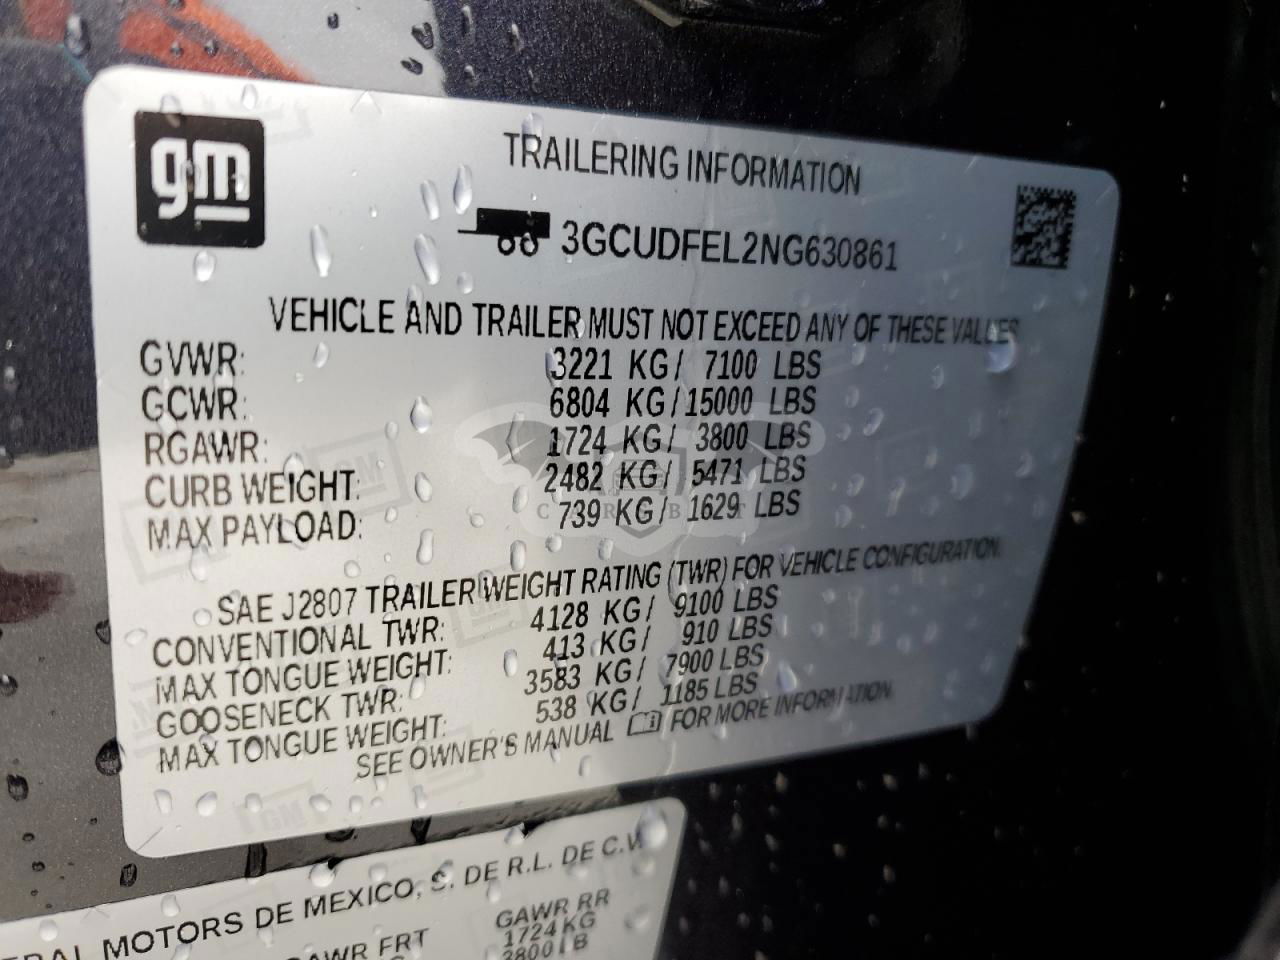 gm
TRAILERING INFORMATION
3GCUDFEL2NG630861
VEHICLE AND TRAILER MUST NOT EXCEED ANY OF THESE VALUES
GVWR: 3221 KG/ 7100 LBS
GCWR: 6804 KG/15000 LBS
RGAWR: 1724 KG/ 3800 LBS
CURB WEIGHT: 2482 KG/ 5471 LBS
MAX PAYLOAD: 739 KG/ 1629 LBS
SAE J2807 TRAILER WEIGHT RATING (TWR) FOR VEHICLE CONFIGURATION.
CONVENTIONAL TWR: 4128 KG/ 9100 LBS
MAX TONGUE WEIGHT: 413 KG/ 910 LBS
GOOSENECK TWR: 3583 KG/ 7900 LBS
MAX TONGUE WEIGHT: 538 KG/ 1185 LBS
SEE OWNER'S MANUAL FOR MORE INFORMATION.
MOTORS DE MEXICO, S. DE R.L. DE C.V.
GAWR FRT GAWR RR
1724 KG
3800 LB